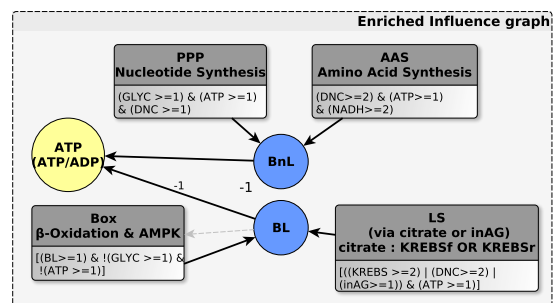 Enriched Influence graph
PPP
Nucleotide Synthesis
(GLYC >=1) & (ATP >=1)
& (DNC >=1)
AAS
Amino Acid Synthesis
(DNC>=2) & (ATP>=1)
& (NADH>=2)
ATP
(ATP/ADP)
BnL
-1
-1
BL
Box
β-Oxidation & AMPK
[(BL>=1) & !(GLYC >=1) &
!(ATP >=1)]
LS
(via citrate or inAG)
citrate : KREBSf OR KREBSr
[((KREBS >=2) | (DNC>=2) |
(inAG>=1)) & (ATP >=1)]